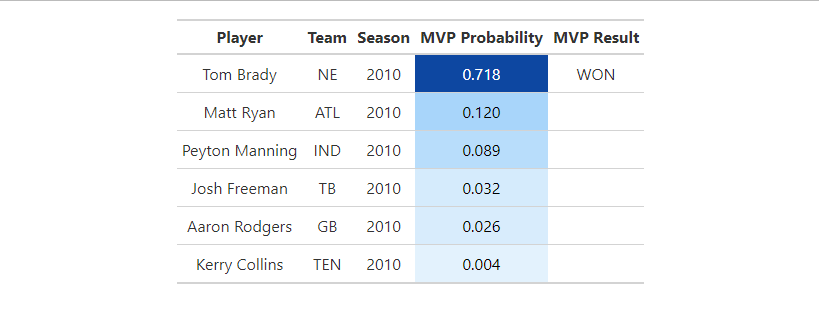 Player Team Season MVP Probability MVP Result
Tom Brady NE 2010 0.718 WON
Matt Ryan ATL 2010 0.120
Peyton Manning IND 2010 0.089
Josh Freeman TB 2010 0.032
Aaron Rodgers GB 2010 0.026
Kerry Collins TEN 2010 0.004